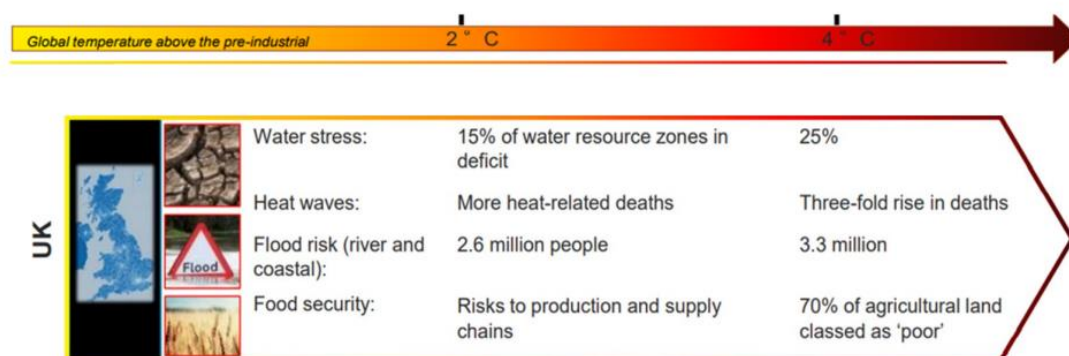 Global temperature above the pre-industrial 2 ° C 4 ° C
UK
Water stress: 15% of water resource zones in 25%
deficit
Heat waves: More heat-related deaths Three-fold rise in deaths
Flood risk (river and 2.6 million people 3.3 million
coastal):
Flood
Food security: Risks to production and supply 70% of agricultural land
chains classed as ‘poor’